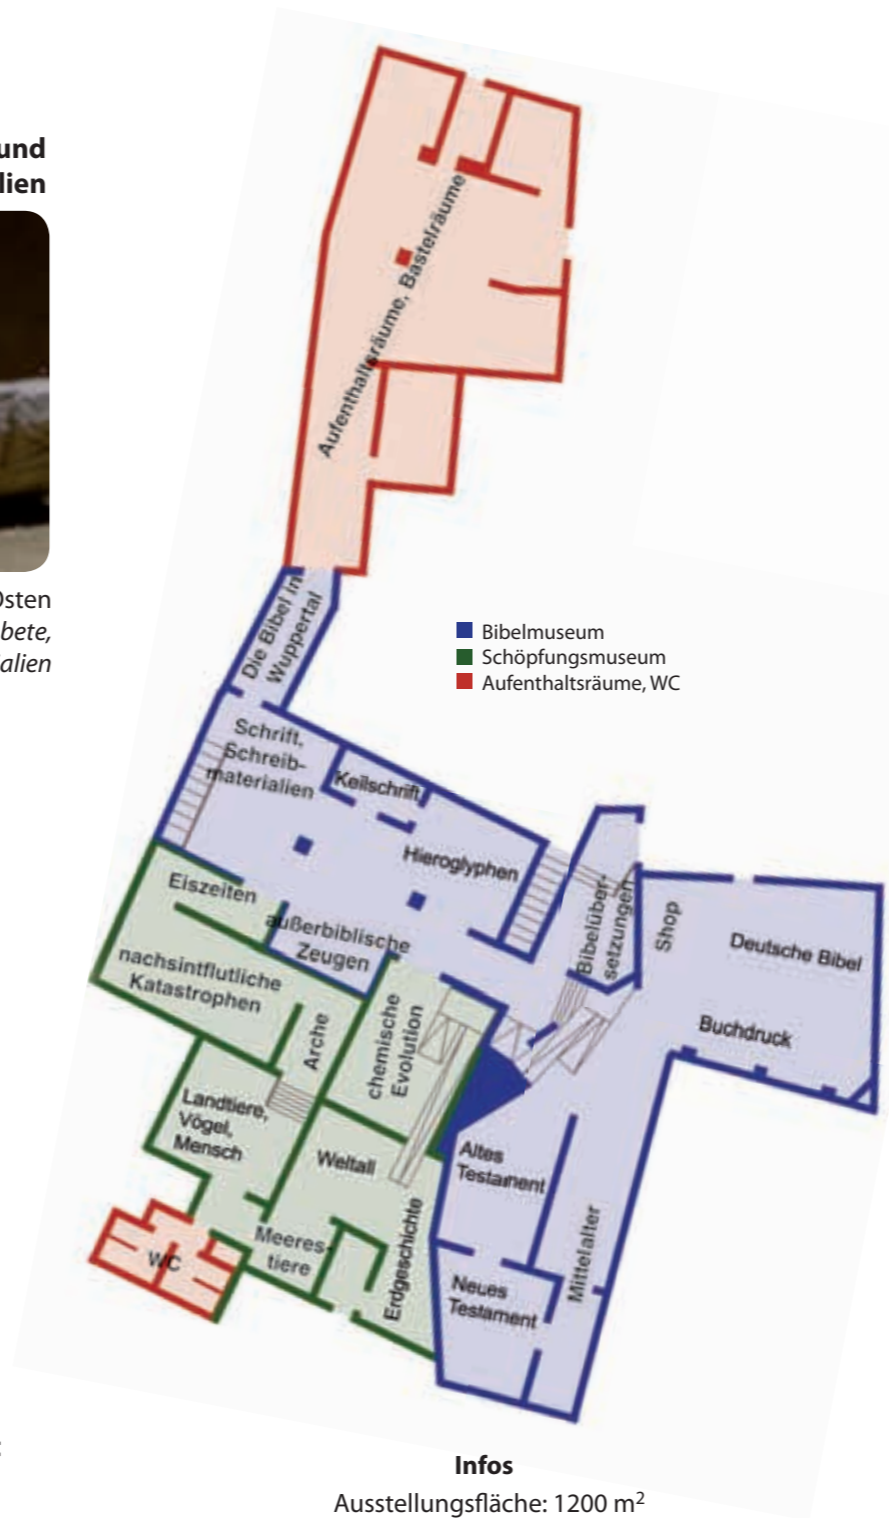 und
lien
Osten
bete,
alien
Aufenthaltsräume, Bastelräume
Die Bibel in
Wuppertal
Bibelmuseum
Schöpfungsmuseum
Aufenthaltsräume, WC
Schrift,
Schreib-
materialien
Keilschrift
Hieroglyphen
Eiszeiten
außerbiblische
Zeugen
Bibelüber-
setzungen
Shop
Deutsche Bibel
Buchdruck
nachsintflutliche
Katastrophen
Arche
chemische
Evolution
Landtiere,
Vögel,
Mensch
Weltall
Altes
Testament
Mittelalter
WC
Meeres-
tiere
Erdgeschichte
Neues
Testament
Infos
Ausstellungsfläche: 1200 m²